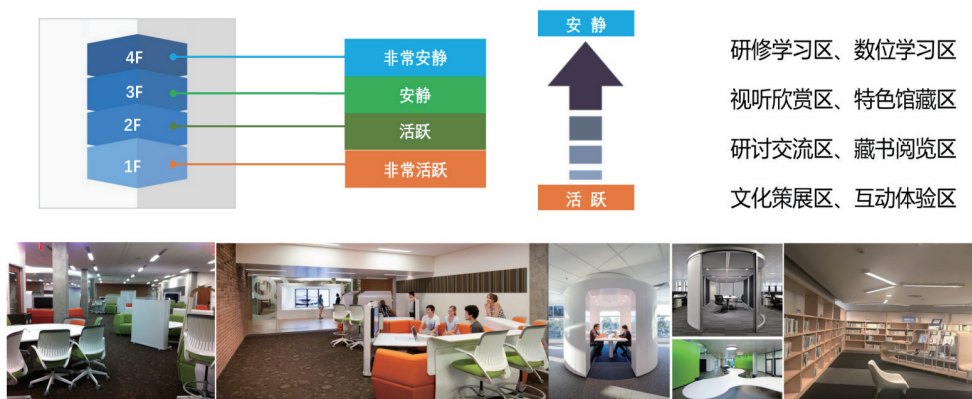 4F
3F
2F
1F
非常安静
安静
活跃
非常活跃
安静
活跃
研修学习区、数位学习区
视听欣赏区、特色馆藏区
研讨交流区、藏书阅览区
文化策展区、互动体验区